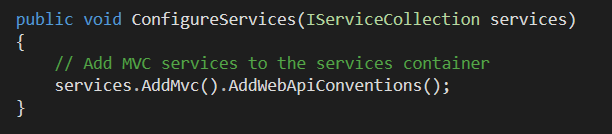 public void ConfigureServices(IServiceCollection services)
{
    // Add MVC services to the services container
    services.AddMvc().AddWebApiConventions();
}